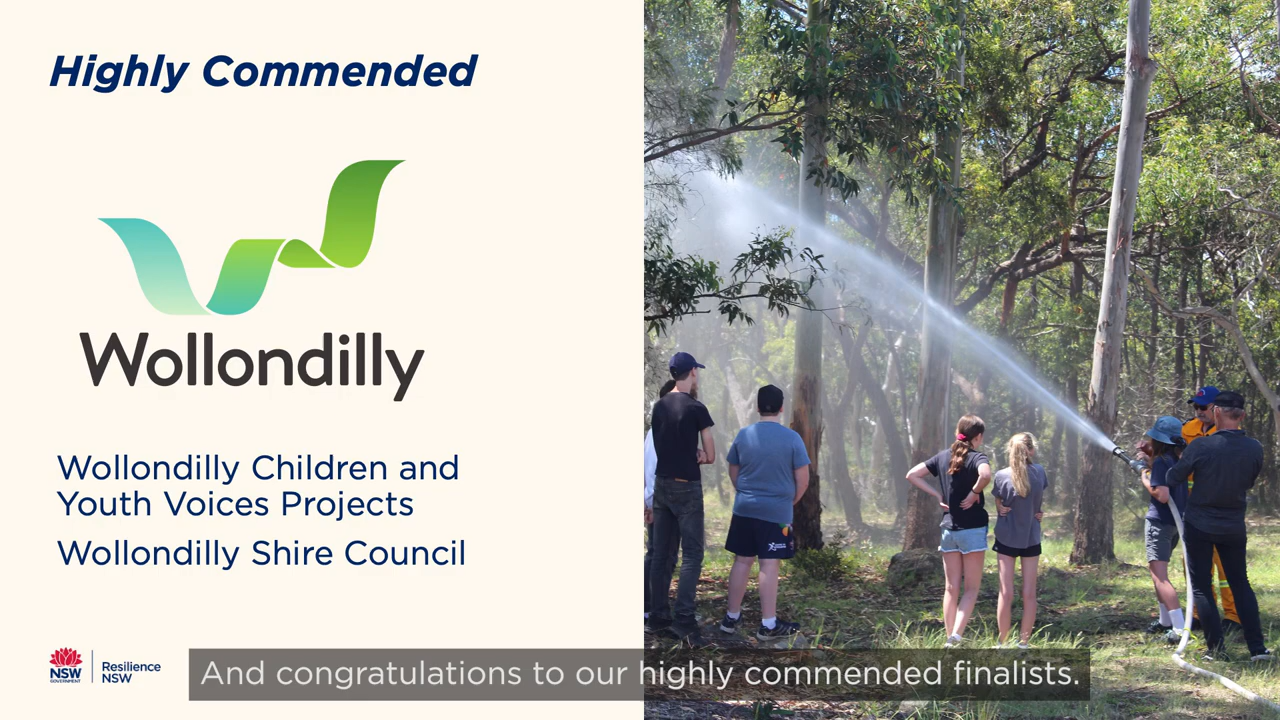 Highly Commended
Wollondilly
Wollondilly Children and
Youth Voices Projects
Wollondilly Shire Council
NSW
GOVERNMENT
Resilience
NSW
And congratulations to our highly commended finalists.